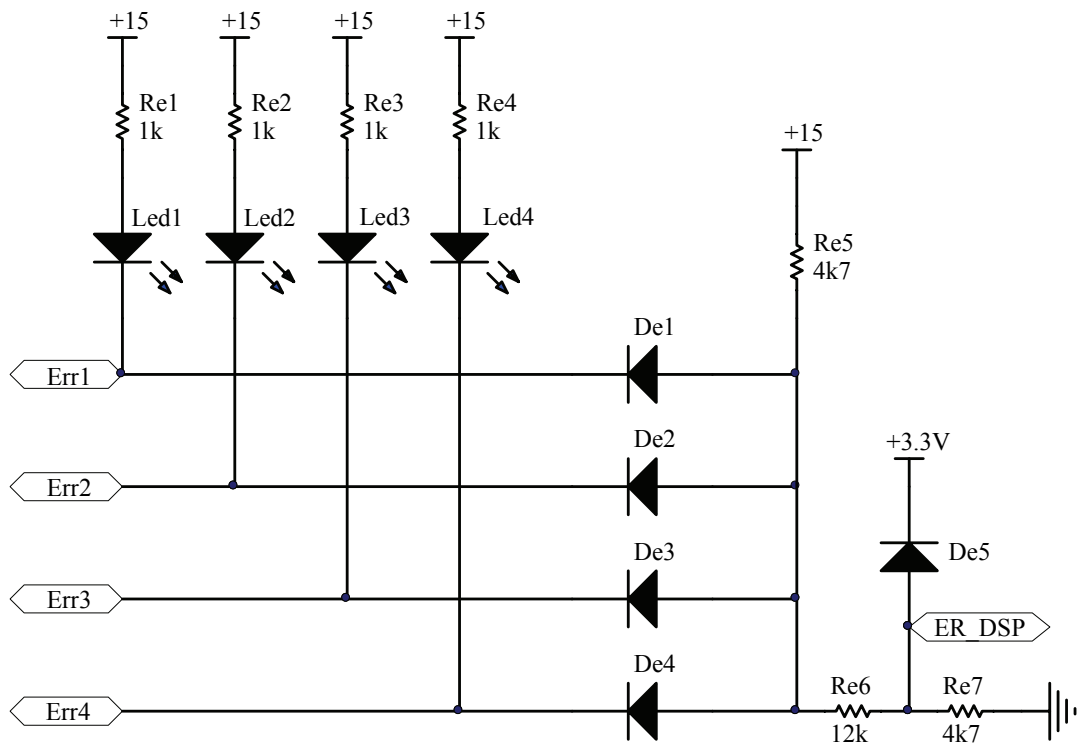 +15 +15 +15 +15
Re1 Re2 Re3 Re4
1k 1k 1k 1k
+15
Led1 Led2 Led3 Led4
Re5
4k7
De1
Err1
De2
+3.3V
Err2
De3
De5
Err3
ER_DSP
De4
Re6 Re7
Err4
12k 4k7